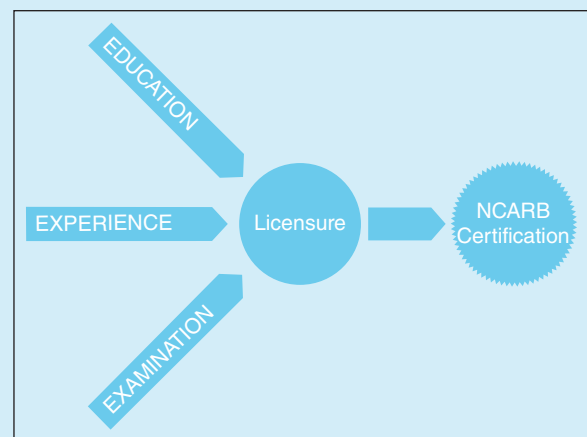 EDUCATION
EXPERIENCE
EXAMINATION
Licensure
NCARB
Certification